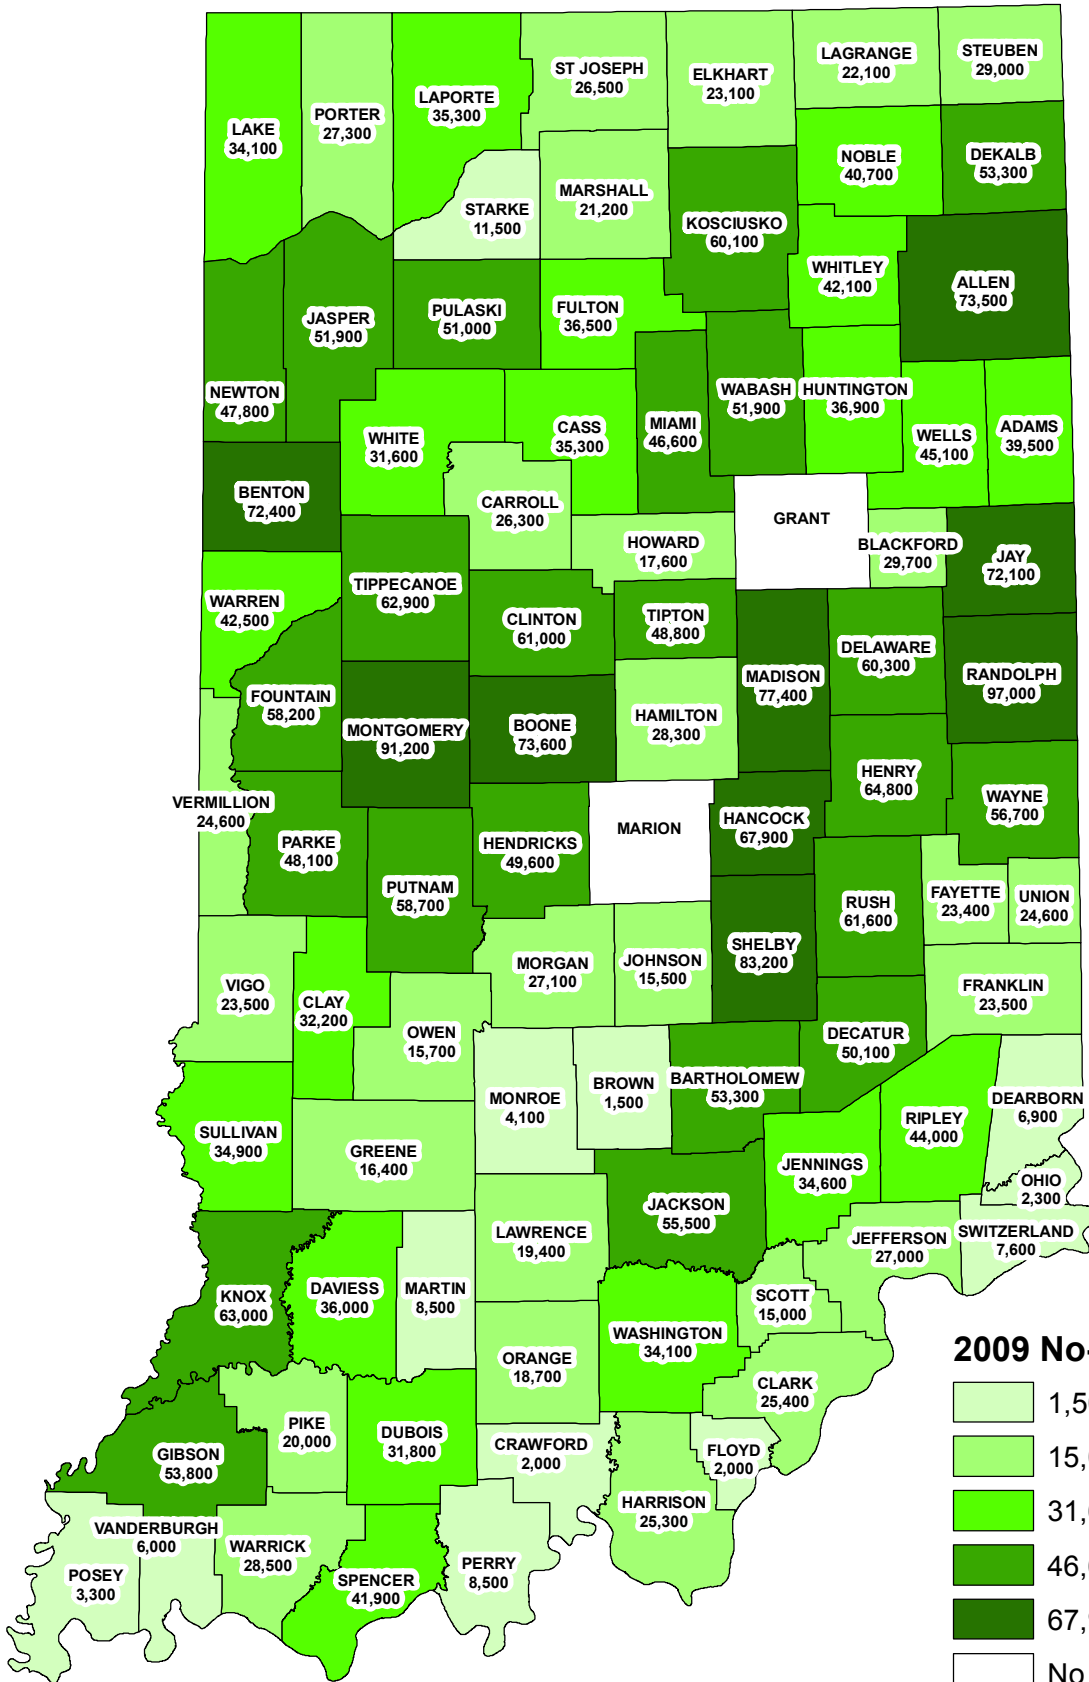 LAGRANGE
22,100
STEUBEN
29,000
ST JOSEPH
26,500
ELKHART
23,100
LAPORTE
35,300
PORTER
27,300
LAKE
34,100
NOBLE
40,700
DEKALB
53,300
MARSHALL
21,200
STARKE
11,500
KOSCIUSKO
60,100
WHITLEY
42,100
ALLEN
73,500
JASPER
51,900
PULASKI
51,000
FULTON
36,500
NEWTON
47,800
WABASH
51,900
HUNTINGTON
36,900
MIAMI
46,600
CASS
35,300
WHITE
31,600
WELLS
45,100
ADAMS
39,500
BENTON
72,400
CARROLL
26,300
GRANT
HOWARD
17,600
BLACKFORD
29,700
JAY
72,100
WARREN
42,500
TIPPECANOE
62,900
CLINTON
61,000
TIPTON
48,800
DELAWARE
60,300
MADISON
77,400
RANDOLPH
97,000
FOUNTAIN
58,200
MONTGOMERY
91,200
BOONE
73,600
HAMILTON
28,300
HENRY
64,800
WAYNE
56,700
VERMILLION
24,600
PARKE
48,100
HENDRICKS
49,600
MARION
HANCOCK
67,900
PUTNAM
58,700
RUSH
61,600
FAYETTE
23,400
UNION
24,600
SHELBY
83,200
MORGAN
27,100
JOHNSON
15,500
VIGO
23,500
CLAY
32,200
FRANKLIN
23,500
OWEN
15,700
DECATUR
50,100
MONROE
4,100
BROWN
1,500
BARTHOLOMEW
53,300
DEARBORN
6,900
RIPLEY
44,000
SULLIVAN
34,900
GREENE
16,400
JENNINGS
34,600
OHIO
2,300
JACKSON
55,500
LAWRENCE
19,400
JEFFERSON
27,000
SWITZERLAND
7,600
KNOX
63,000
DAVIESS
36,000
MARTIN
8,500
SCOTT
15,000
WASHINGTON
34,100
ORANGE
18,700
CLARK
25,400
PIKE
20,000
DUBOIS
31,800
CRAWFORD
2,000
FLOYD
2,000
GIBSON
53,800
HARRISON
25,300
VANDERBURGH
6,000
WARRICK
28,500
POSEY
3,300
SPENCER
41,900
PERRY
8,500
2009 No-
1,50
15,0
31,6
46,6
67,9
No